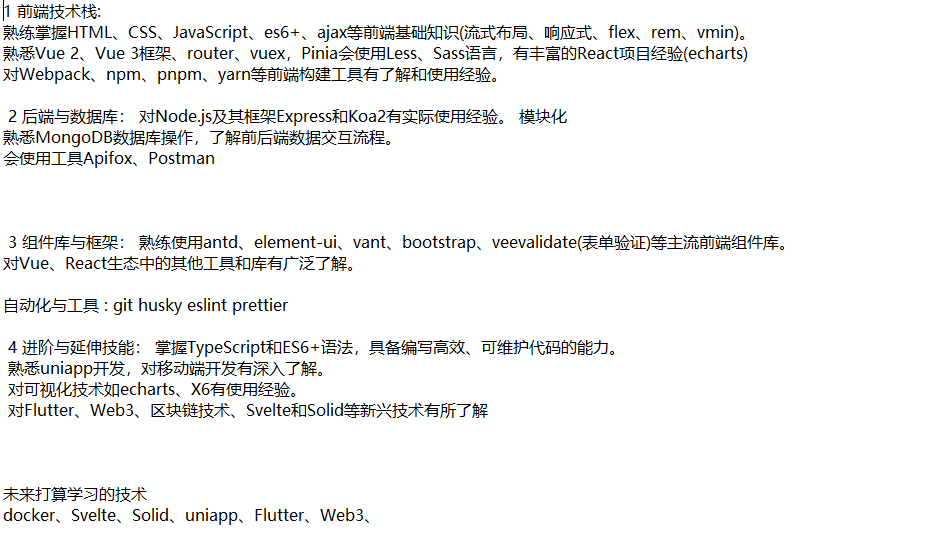 1 前端技术栈:
熟练掌握HTML、CSS、JavaScript、es6+、ajax等前端基础知识(流式布局、响应式、flex、rem、vmin)。
熟悉Vue 2、Vue 3框架、router、vuex，Pinia会使用Less、Sass语言，有丰富的React项目经验(echarts)
对Webpack、npm、pnpm、yarn等前端构建工具有了解和使用经验。
2 后端与数据库： 对Node.js及其框架Express和Koa2有实际使用经验。 模块化
熟悉MongoDB数据库操作，了解前后端数据交互流程。
会使用工具Apifox、Postman
3 组件库与框架： 熟练使用antd、element-ui、vant、bootstrap、veevalidate(表单验证)等主流前端组件库。
对Vue、React生态中的其他工具和库有广泛了解。
自动化与工具 : git husky eslint prettier
4 进阶与延伸技能： 掌握TypeScript和ES6+语法，具备编写高效、可维护代码的能力。
熟悉uniapp开发，对移动端开发有深入了解。
对可视化技术如echarts、X6有使用经验。
对Flutter、Web3、区块链技术、Svelte和Solid等新兴技术有所了解
未来打算学习的技术
docker、Svelte、Solid、uniapp、Flutter、Web3、